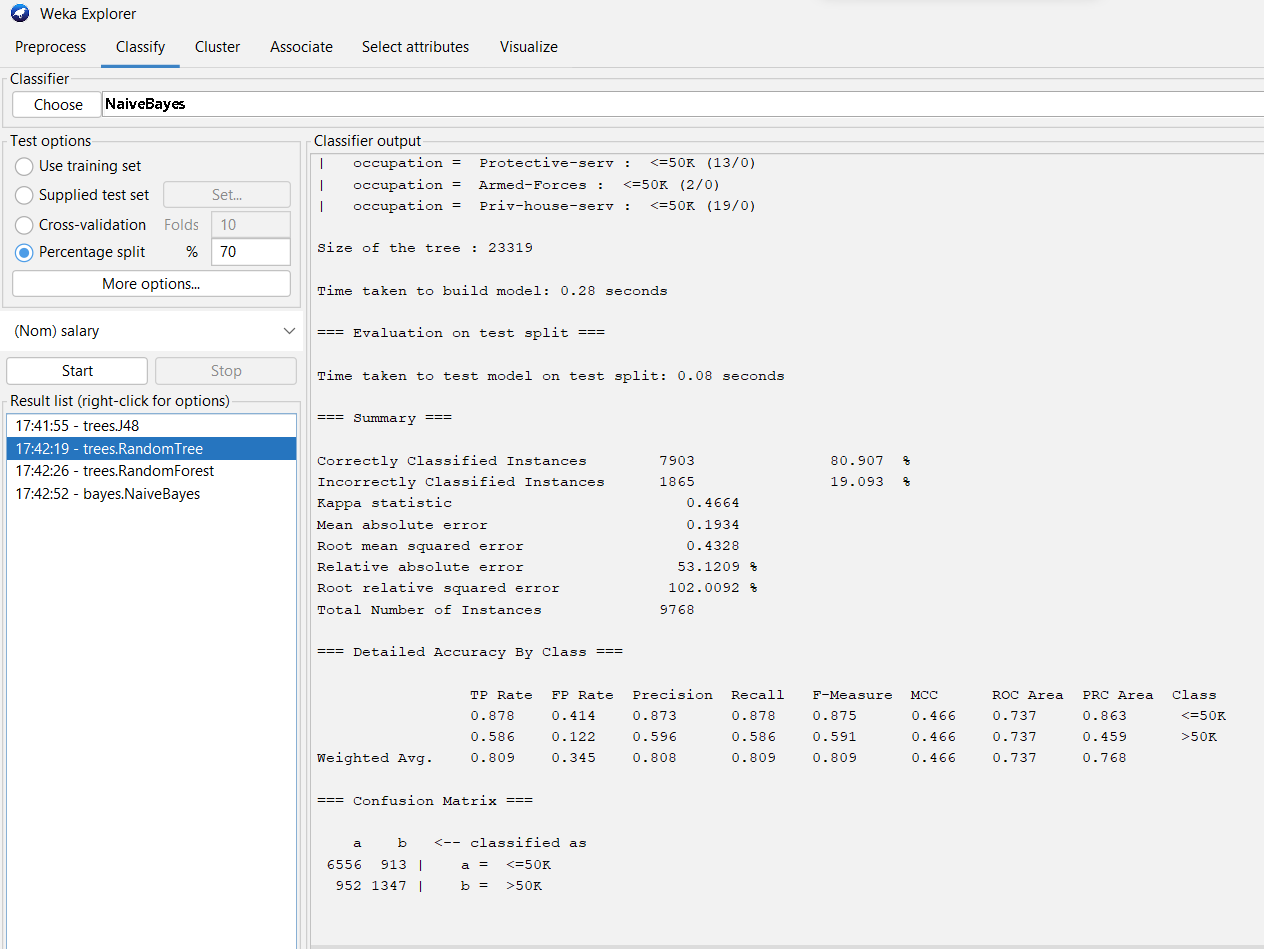 Weka Explorer
Preprocess Classify Cluster Associate Select attributes Visualize
Classifier
Choose NaiveBayes
Test options
Use training set
Supplied test set Set...
Cross-validation Folds 10
Percentage split % 70
More options...
(Nom) salary
Start Stop
Result list (right-click for options)
17:41:55 - trees.J48
17:42:19 - trees.RandomTree
17:42:26 - trees.RandomForest
17:42:52 - bayes.NaiveBayes
Classifier output
| occupation = Protective-serv : <=50K (13/0)
| occupation = Armed-Forces : <=50K (2/0)
| occupation = Priv-house-serv : <=50K (19/0)
Size of the tree : 23319
Time taken to build model: 0.28 seconds
=== Evaluation on test split ===
Time taken to test model on test split: 0.08 seconds
=== Summary ===
Correctly Classified Instances 7903 80.907 %
Incorrectly Classified Instances 1865 19.093 %
Kappa statistic 0.4664
Mean absolute error 0.1934
Root mean squared error 0.4328
Relative absolute error 53.1209 %
Root relative squared error 102.0092 %
Total Number of Instances 9768
=== Detailed Accuracy By Class ===
TP Rate FP Rate Precision Recall F-Measure MCC ROC Area PRC Area Class
0.878 0.414 0.873 0.878 0.875 0.466 0.737 0.863 <=50K
0.586 0.122 0.596 0.586 0.591 0.466 0.737 0.459 >50K
Weighted Avg. 0.809 0.345 0.808 0.809 0.809 0.466 0.737 0.768
=== Confusion Matrix ===
a b <-- classified as
6556 913 | a = <=50K
952 1347 | b = >50K